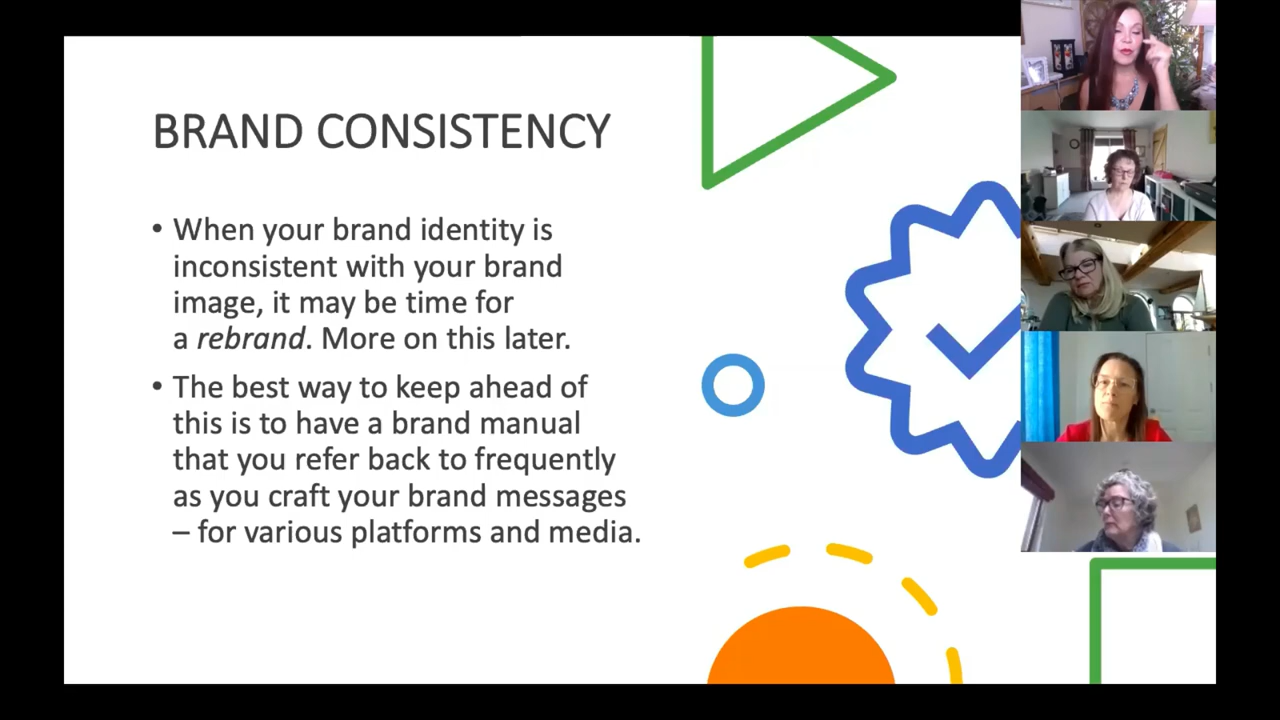 BRAND CONSISTENCY
• When your brand identity is
inconsistent with your brand
image, it may be time for
a rebrand. More on this later.
• The best way to keep ahead of
this is to have a brand manual
that you refer back to frequently
as you craft your brand messages
– for various platforms and media.